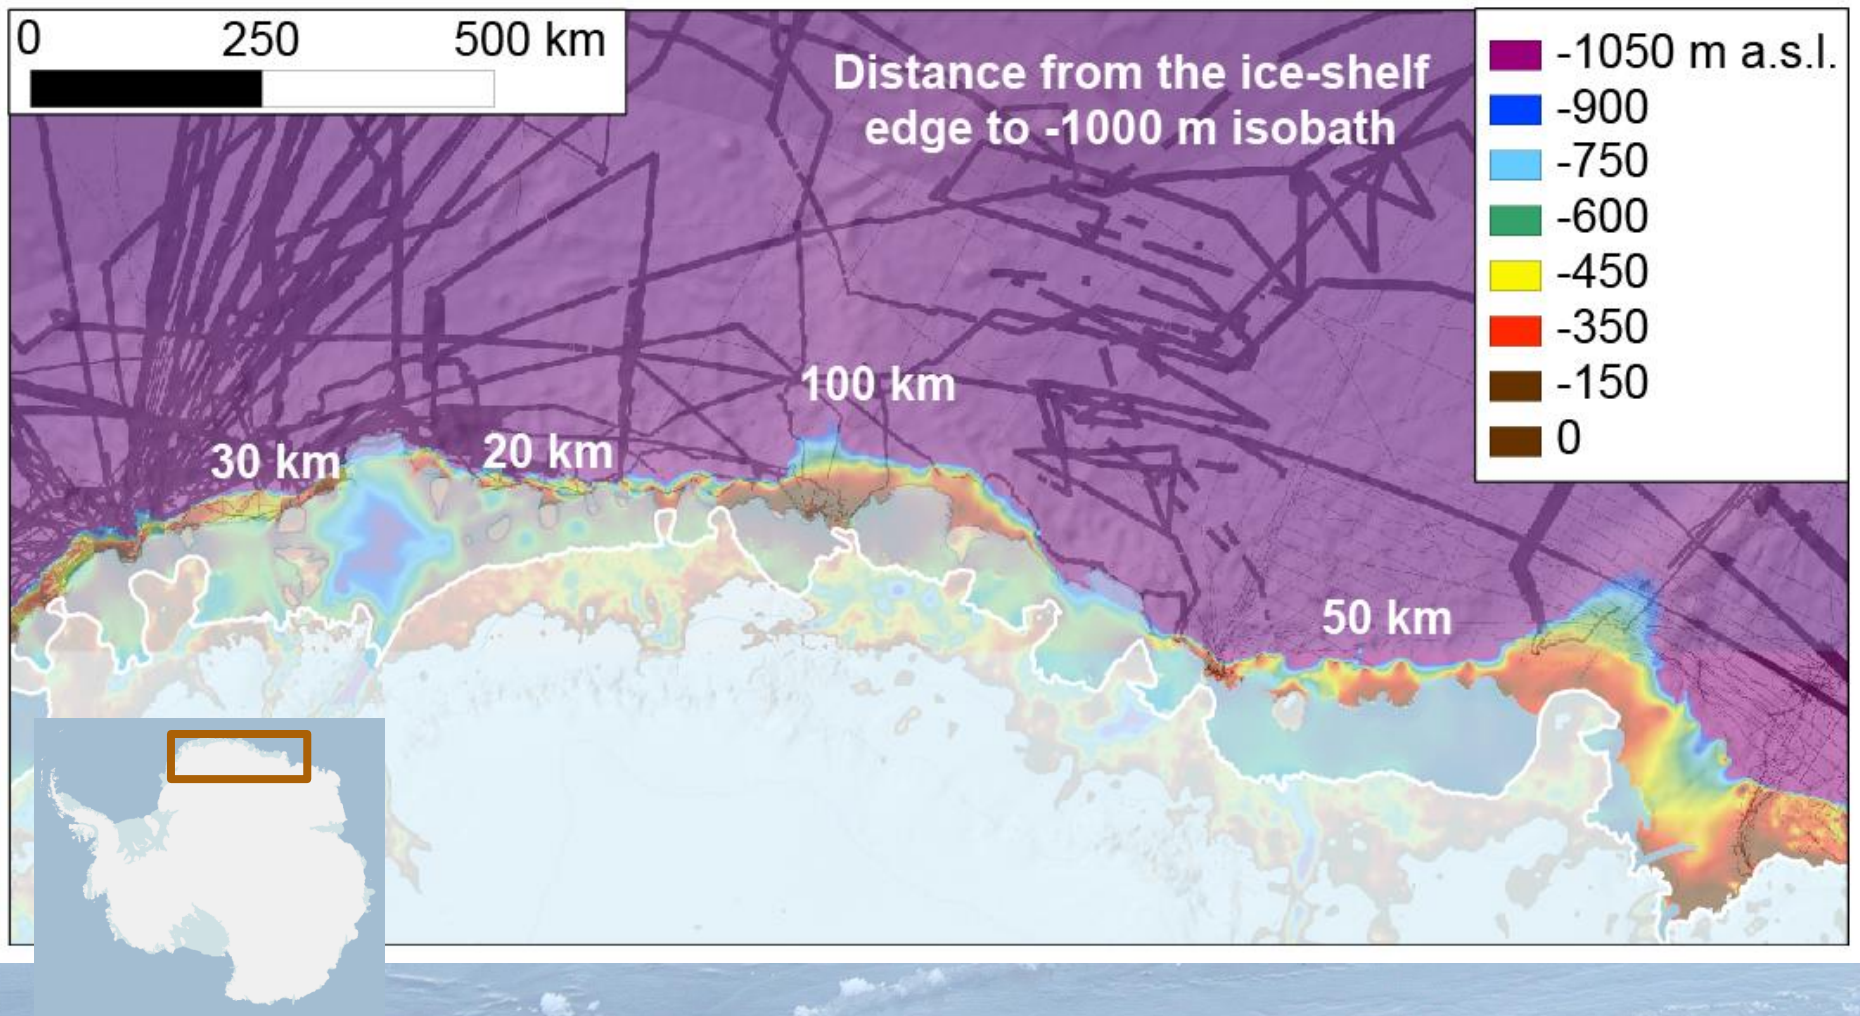 0 250 500 km
Distance from the ice-shelf
edge to -1000 m isobath
-1050 m a.s.l.
-900
-750
-600
-450
-350
-150
0
100 km
30 km
20 km
50 km